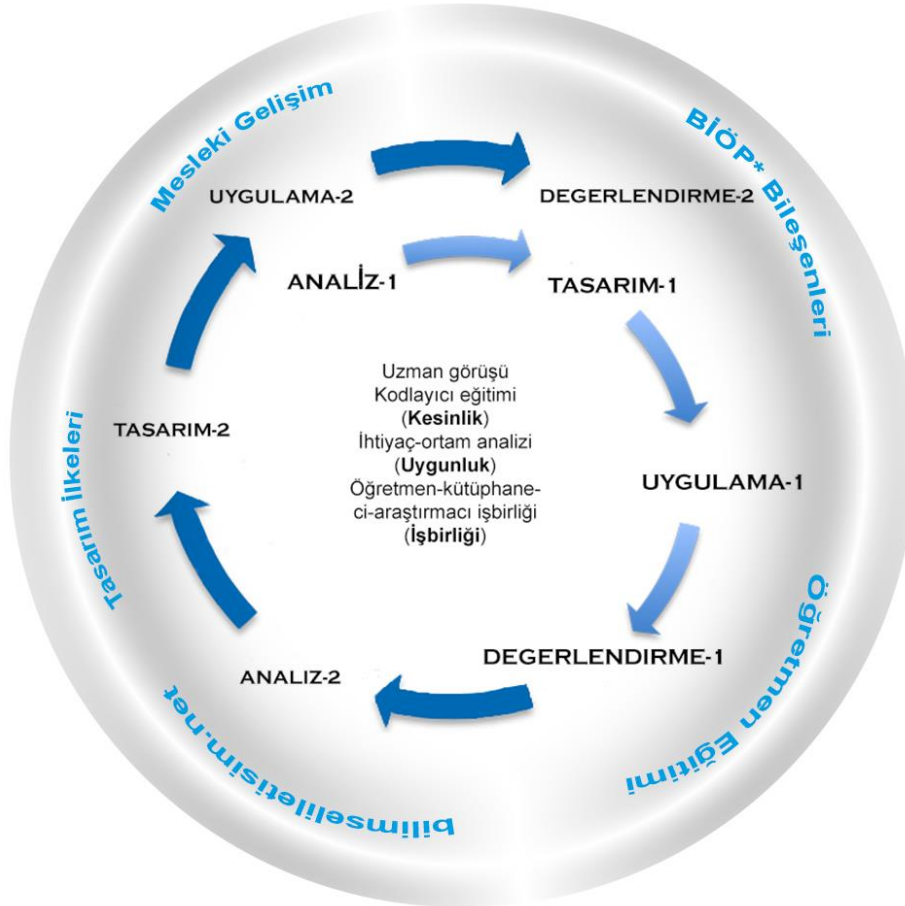 Mesleki Gelişim
BİÖP* Bileşenleri
UYGULAMA-2
DEGERLENDIRME-2
ANALİZ-1
TASARIM-1
Uzman görüşü
Kodlayıcı eğitimi
(Kesinlik)
İhtiyaç-ortam analizi
(Uygunluk)
Öğretmen-kütüphane-
ci-araştırmacı işbirliği
(İşbirliği)
TASARIM-2
Tasarım İlkeleri
UYGULAMA-1
DEGERLENDIRME-1
ANALIZ-2
Öğretmen Eğitimi
bilimseliletisim.net